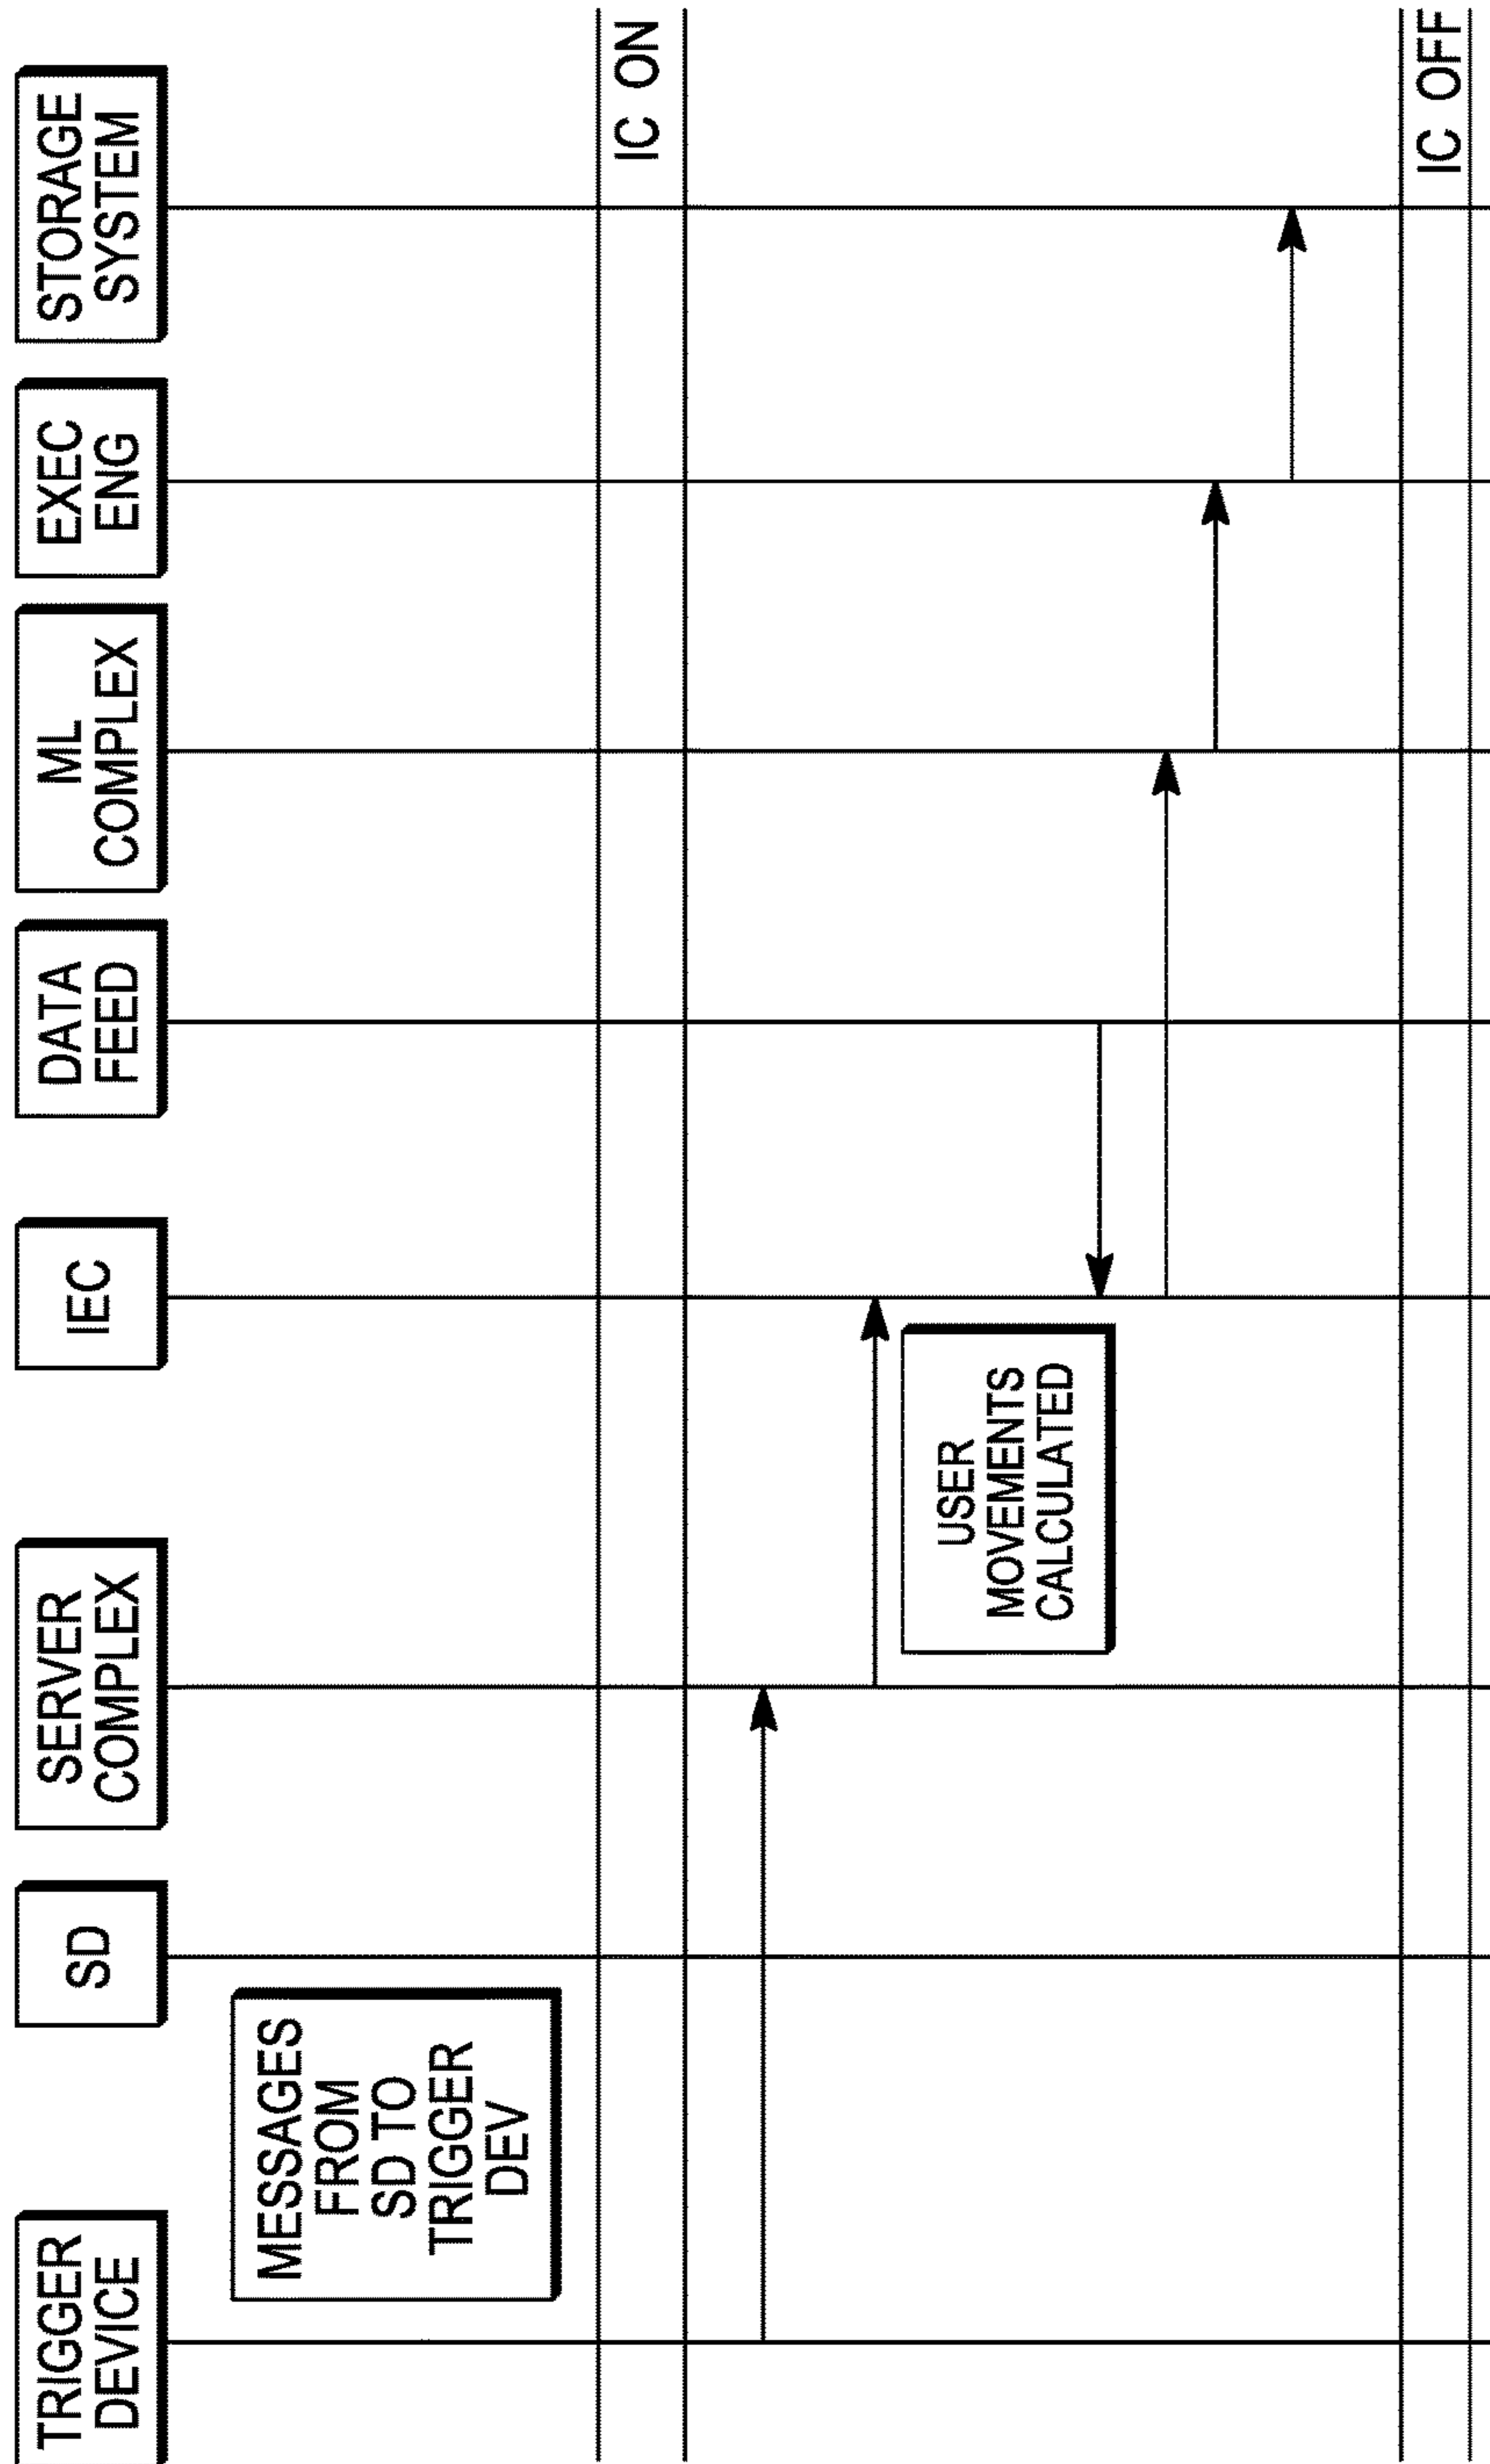 TRIGGER
DEVICE
SD
SERVER
COMPLEX
IEC
DATA
FEED
ML
COMPLEX
EXEC
ENG
STORAGE
SYSTEM
MESSAGES
FROM
SD TO
TRIGGER
DEV
IC ON
USER
MOVEMENTS
CALCULATED
IC OFF